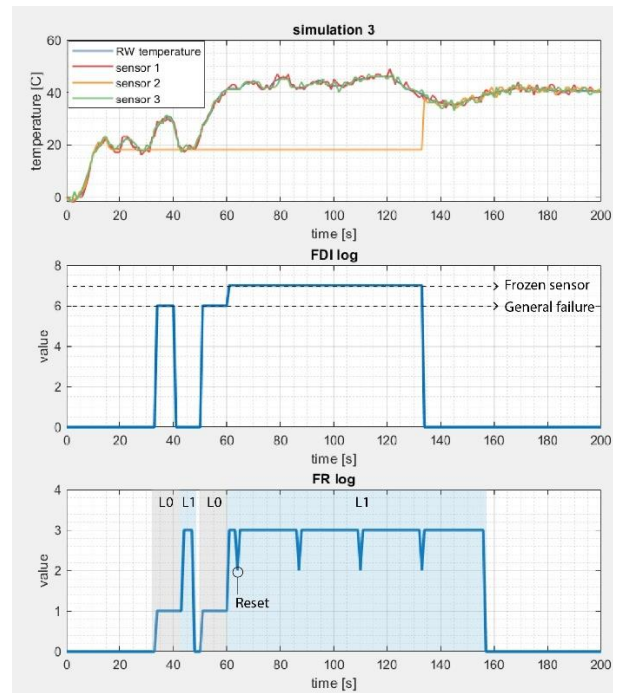 simulation 3
60
40
20
0
temperature [C]
RW temperature
sensor 1
sensor 2
sensor 3
0 20 40 60 80 100 120 140 160 180 200
time [s]
FDI log
8
6
4
2
0
value
Frozen sensor
General failure
0 20 40 60 80 100 120 140 160 180 200
time [s]
FR log
4
3
2
1
0
value
L0 L1 L0 L1
Reset
0 20 40 60 80 100 120 140 160 180 200
time [s]